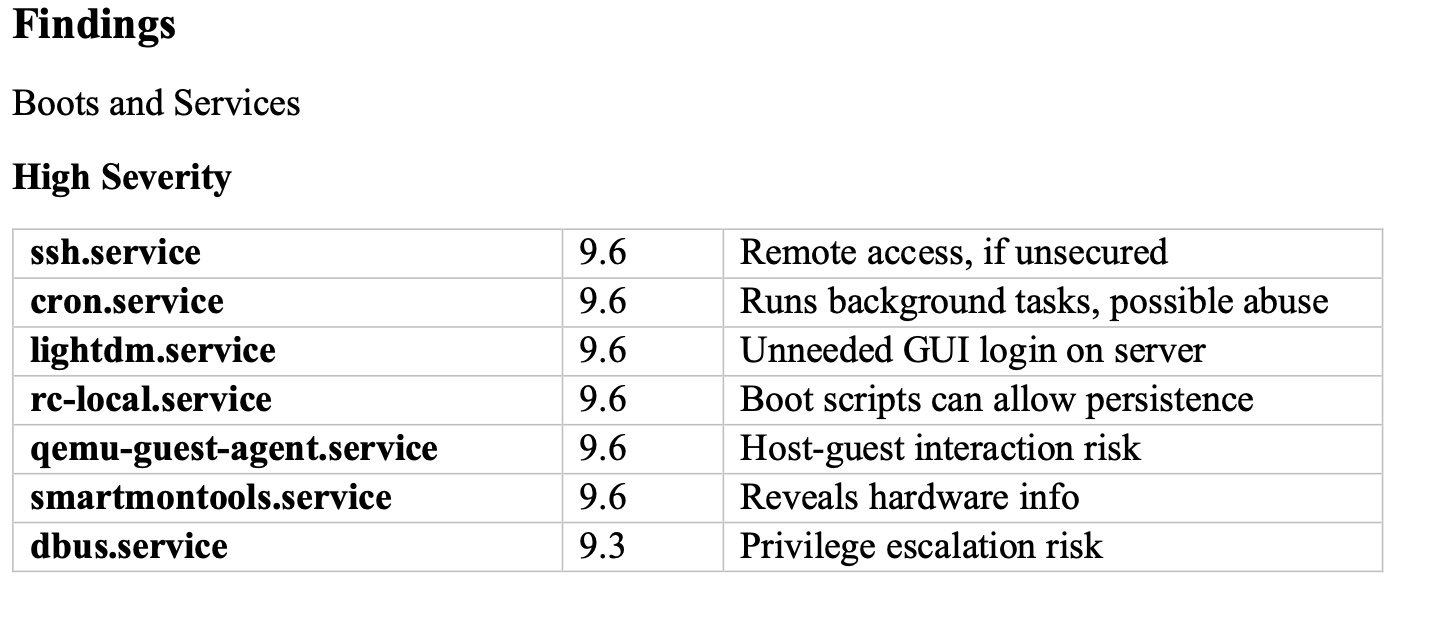 Findings
Boots and Services
High Severity
ssh.service 9.6 Remote access, if unsecured
cron.service 9.6 Runs background tasks, possible abuse
lightdm.service 9.6 Unneeded GUI login on server
rc-local.service 9.6 Boot scripts can allow persistence
qemu-guest-agent.service 9.6 Host-guest interaction risk
smartmontools.service 9.6 Reveals hardware info
dbus.service 9.3 Privilege escalation risk